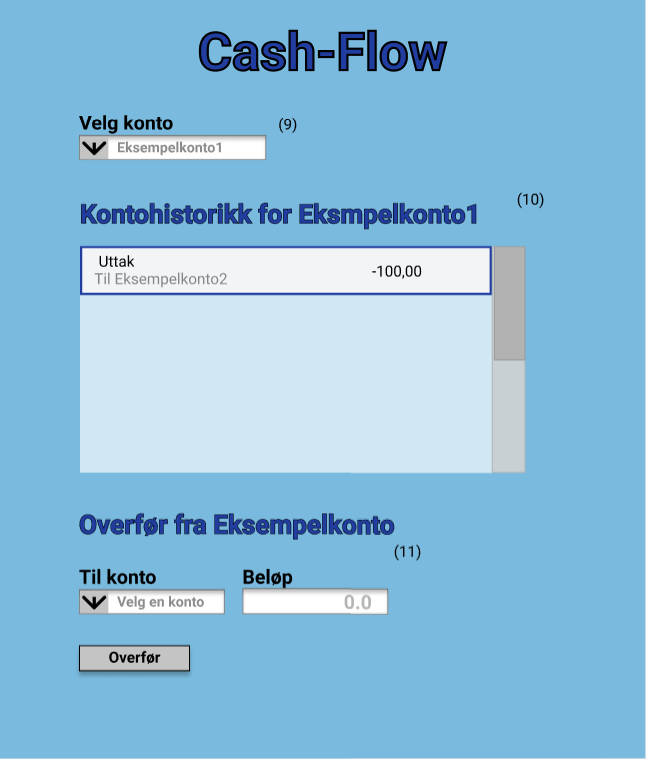 Cash-Flow
Velg konto
(9)
Eksempelkonto1
(10)
Kontohistorikk for Eksmpelkonto1
Uttak
Til Eksempelkonto2
-100,00
Overfør fra Eksempelkonto
(11)
Til konto
Beløp
Velg en konto
0.0
Overfør